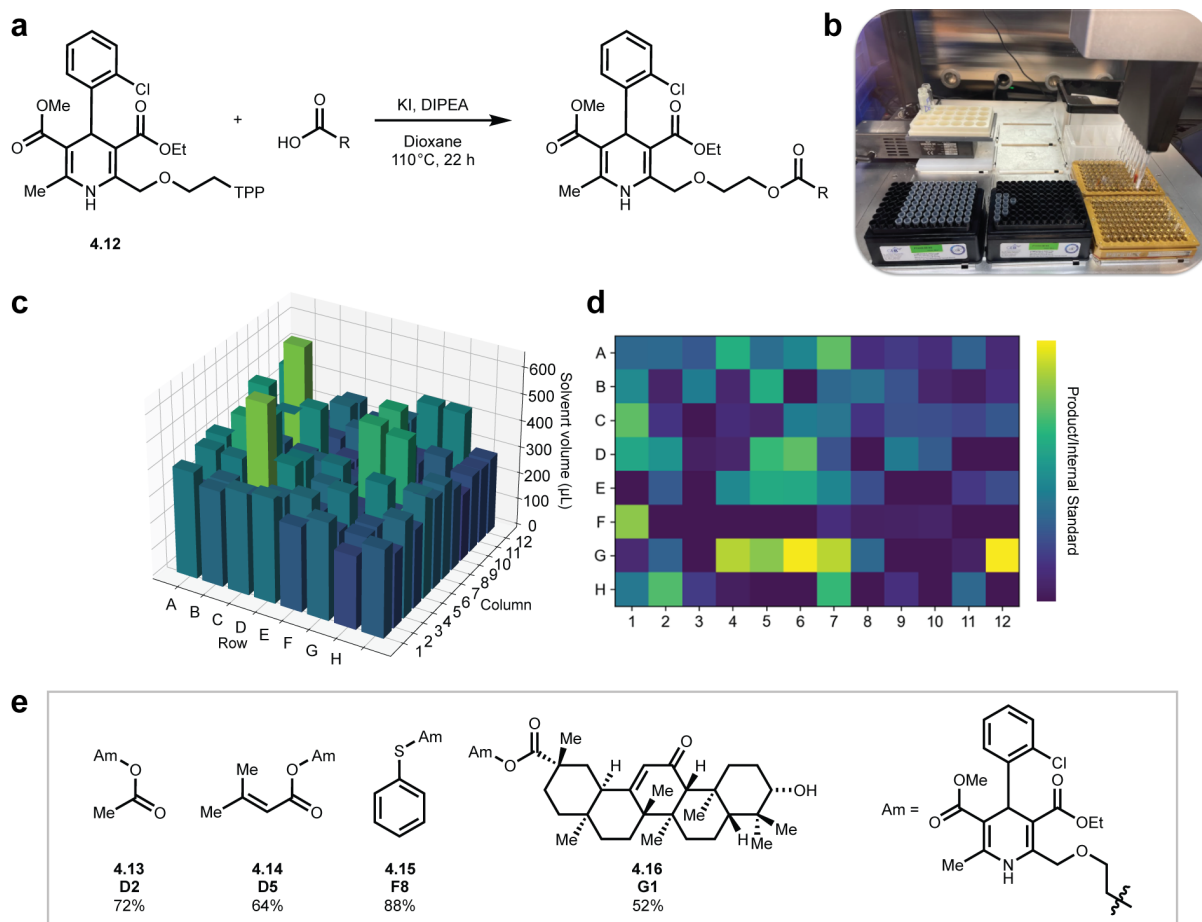 a
Cl
OMe
O
O
OEt
Me
N
H
O
TPP
4.12
+
O
HO
R
KI, DIPEA
Dioxane
110°C, 22 h
Cl
OMe
O
O
OEt
Me
N
H
O
O
O
R
b
c
600
500
400
300
200
100
0
Solvenrt volume (µL)
A
B
C
D
E
F
G
H
Row
1
2
3
4
5
6
7
8
9
10
11
12
Column
d
A
B
C
D
E
F
G
H
1 2 3 4 5 6 7 8 9 10 11 12
Product/Internal Standard
e
Am
O
Me
O
4.13
D2
72%
Me
Me
O
Am
O
4.14
D5
64%
S
Am
4.15
F8
88%
Am
O
O
Me
H
Me
Me
Me
O
H
Me
H
OH
Me
Me
4.16
G1
52%
Am =
Cl
OMe
O
O
OEt
Me
N
H
O